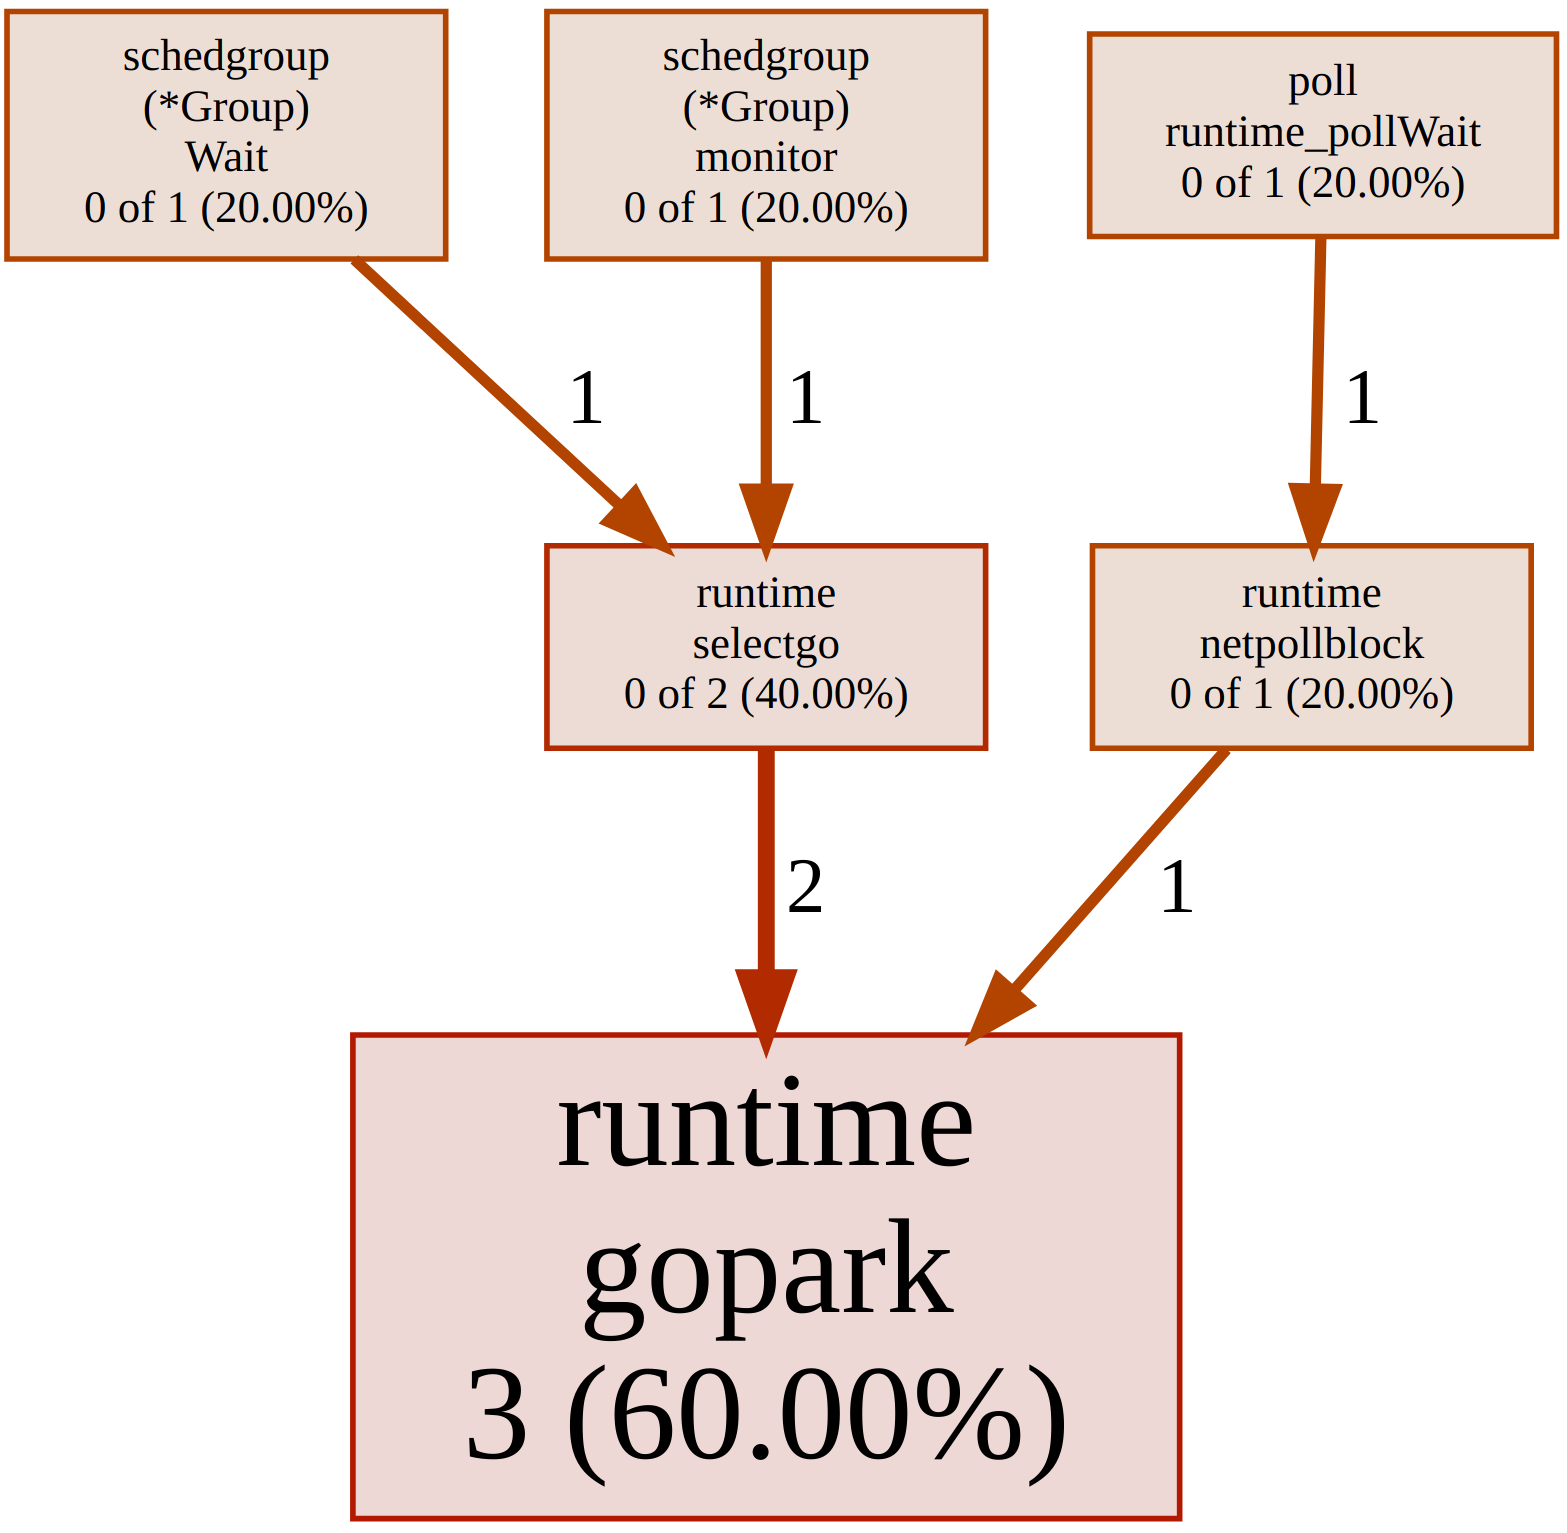 schedgroup
(*Group)
Wait
0 of 1 (20.00%)
schedgroup
(*Group)
monitor
0 of 1 (20.00%)
poll
runtime_pollWait
0 of 1 (20.00%)
1
1
1
runtime
selectgo
0 of 2 (40.00%)
runtime
netpollblock
0 of 1 (20.00%)
2
1
runtime
gopark
3 (60.00%)